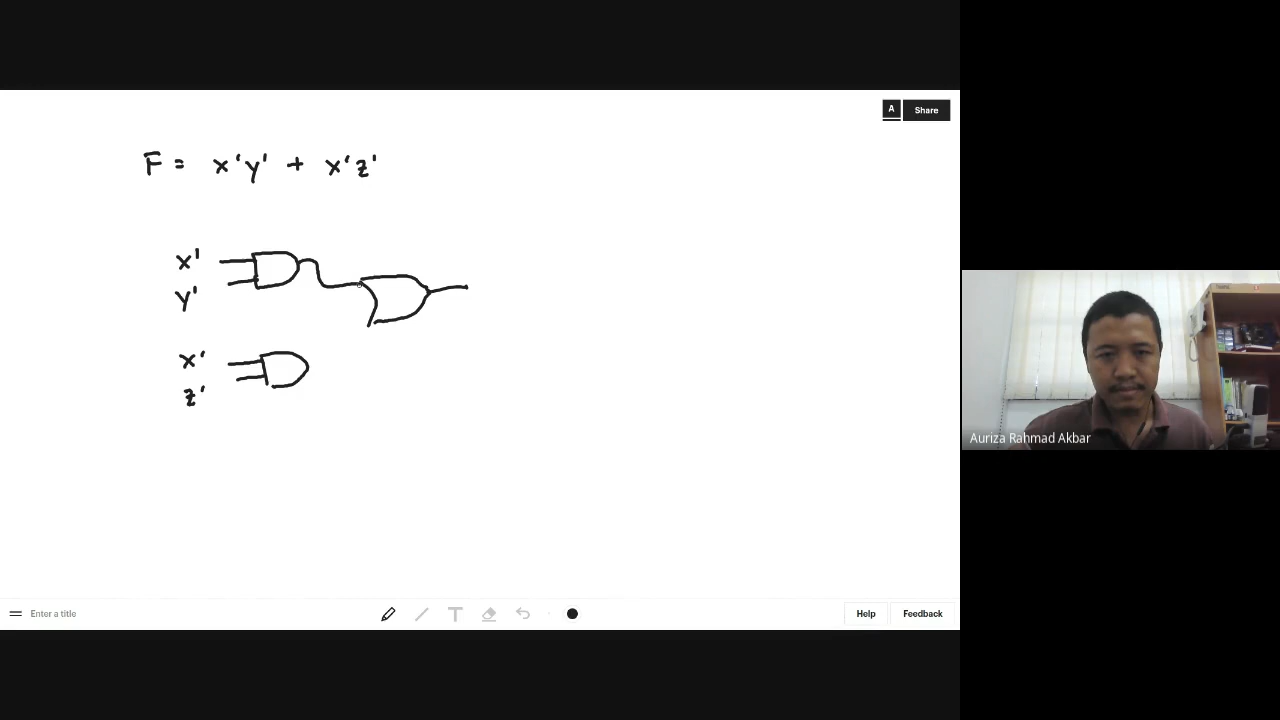 A Share
F = x'y' + x'z'
x'
y'
x'
z'
Auriza Rahmad Akbar
Enter a title
Help Feedback